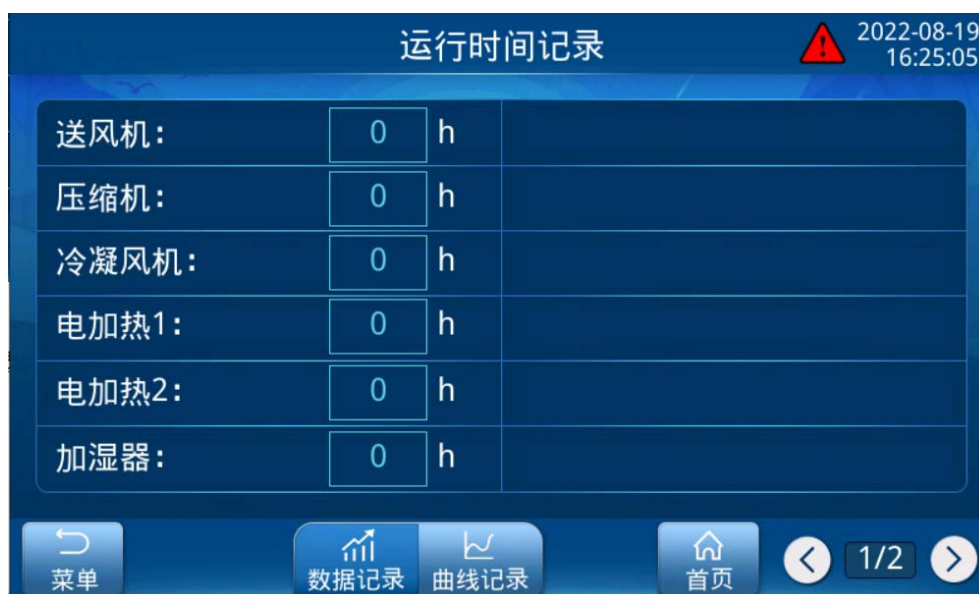 运行时间记录
2022-08-19
16:25:05
送风机： 0 h
压缩机： 0 h
冷凝风机： 0 h
电加热1： 0 h
电加热2： 0 h
加湿器： 0 h
菜单 数据记录 曲线记录 首页 1/2